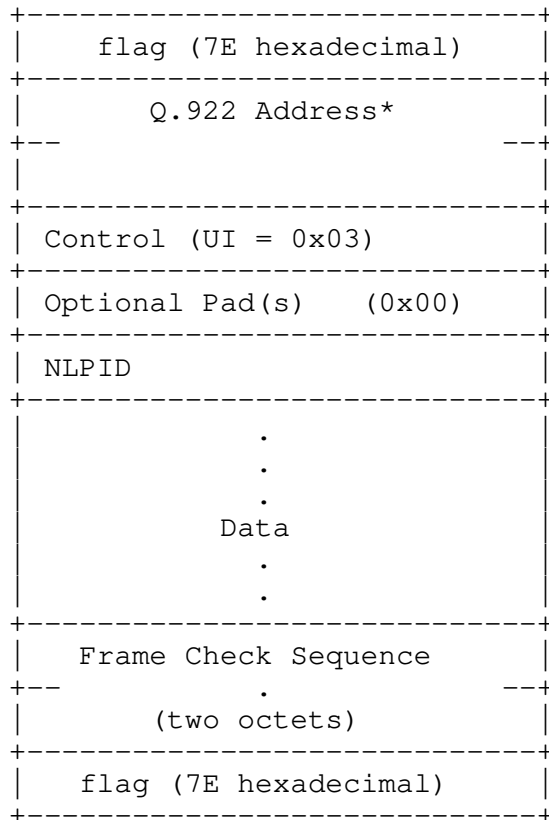 flag (7E hexadecimal)
Q.922 Address*
Control (UI = 0x03)
Optional Pad(s) (0x00)
NLPID
.
.
.
Data
.
.
Frame Check Sequence
.
(two octets)
flag (7E hexadecimal)